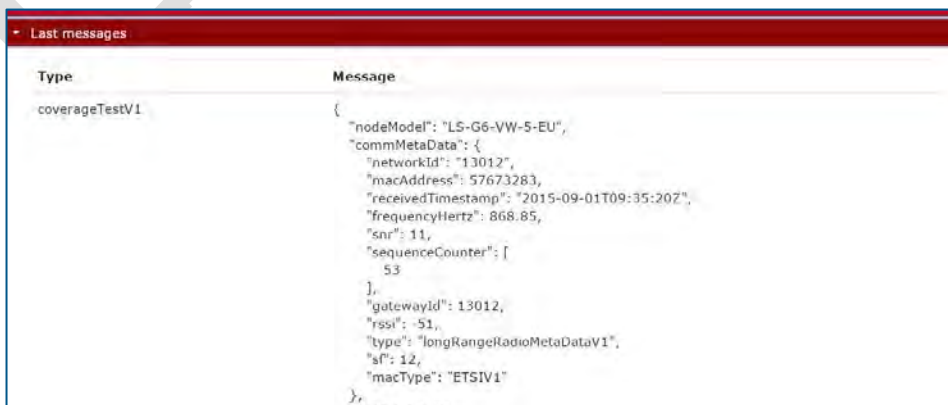 Last messages
Type Message
coverageTestV1 {
"nodeModel": "LS-G6-VW-5-EU",
"commMetaData": {
"networkId": "13012",
"macAddress": 57673283,
"receivedTimestamp": "2015-09-01T09:35:20Z",
"frequencyHertz": 868.85,
"snr": 11,
"sequenceCounter": [
53
],
"gatewayId": 13012,
"rssi": -51,
"type": "longRangeRadioMetaDataV1",
"sf": 12,
"macType": "ETSIV1"
},